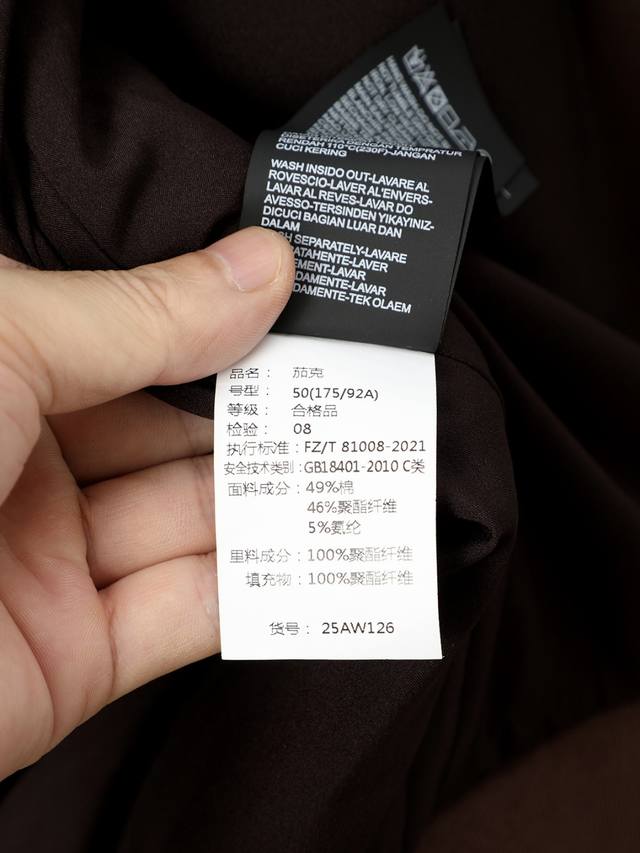 DISETERIKA DENGAN TEMPRATUR
RENDAH 110°C(230F)-JANGAN
CUCI KERING
WASH INSIDO OUT-LAVARE AL
ROVESCIO-LAVER AL'ENVERS-
LAVAR AL REVES-LAVAR DO
AVESSO-TERSINDEN YIKAYINIZ-
DICUCI BAGIAN LUAR DAN
DALAM
SEPARATELY-LAVARE
ATAHENTE-LAVER
EMENT-LAVAR
DAMENTE-LAVAR
DAMENTE-TEK OLAEM
品名： 茄克
号型： 50(175/92A)
等级： 合格品
检验： 08
执行标准：FZ/T 81008-2021
安全技术类别：GB18401-2010 C类
面料成分：49%棉
46%聚酯纤维
5%氨纶
里料成分：100%聚酯纤维
填充物：100%聚酯纤维
货号： 25AW126